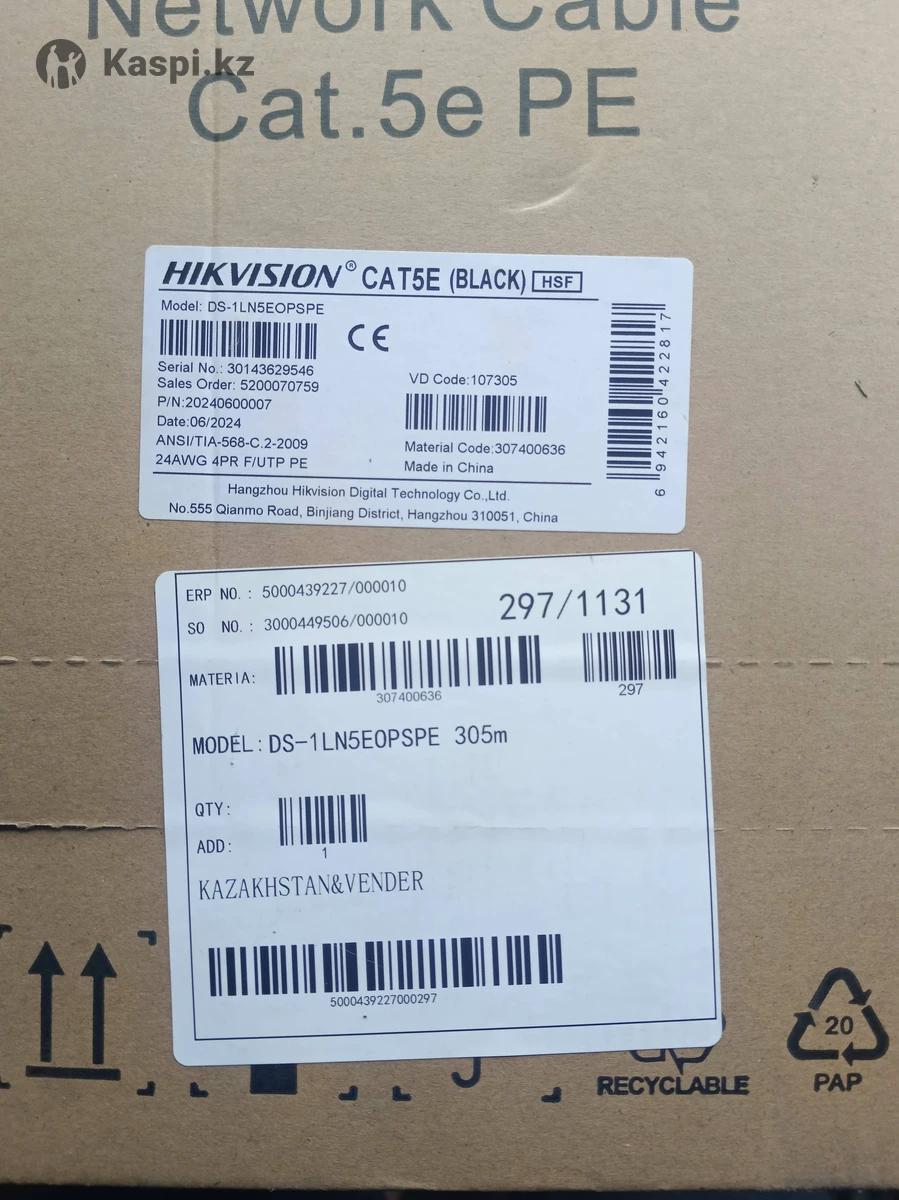 Network Cable
Kaspi.kz
Cat.5e PE
HIKVISION® CAT5E (BLACK) HSF
Model: DS-1LN5EOPSPE
CE
Serial No.: 30143629546
Sales Order: 5200070759
P/N:20240600007
Date:06/2024
ANSI/TIA-568-C.2-2009
24AWG 4PR F/UTP PE
VD Code:107305
Material Code:307400636
Made in China
6942160422817
Hangzhou Hikvision Digital Technology Co.,Ltd.
No.555 Qianmo Road, Binjiang District, Hangzhou 310051, China
ERP NO. : 5000439227/000010
SO NO. : 3000449506/000010
297/1131
MATERIA:
307400636
297
MODEL:DS-1LN5EOPSPE 305m
QTY:
ADD:
1
KAZAKHSTAN&VENDER
5000439227000297
RECYCLABLE
20
PAP